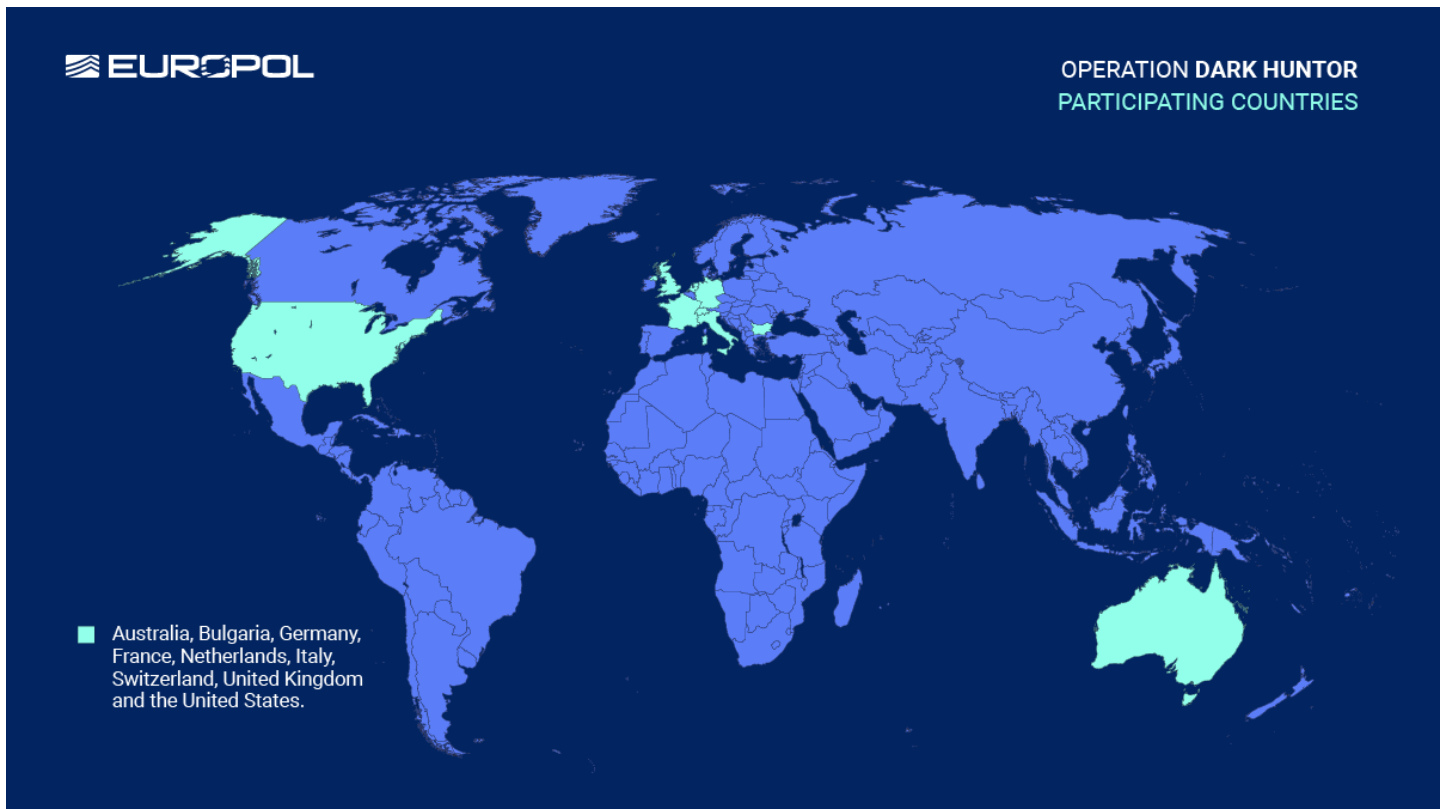 EUROPOL
OPERATION DARK HUNTOR
PARTICIPATING COUNTRIES
Australia, Bulgaria, Germany,
France, Netherlands, Italy,
Switzerland, United Kingdom
and the United States.